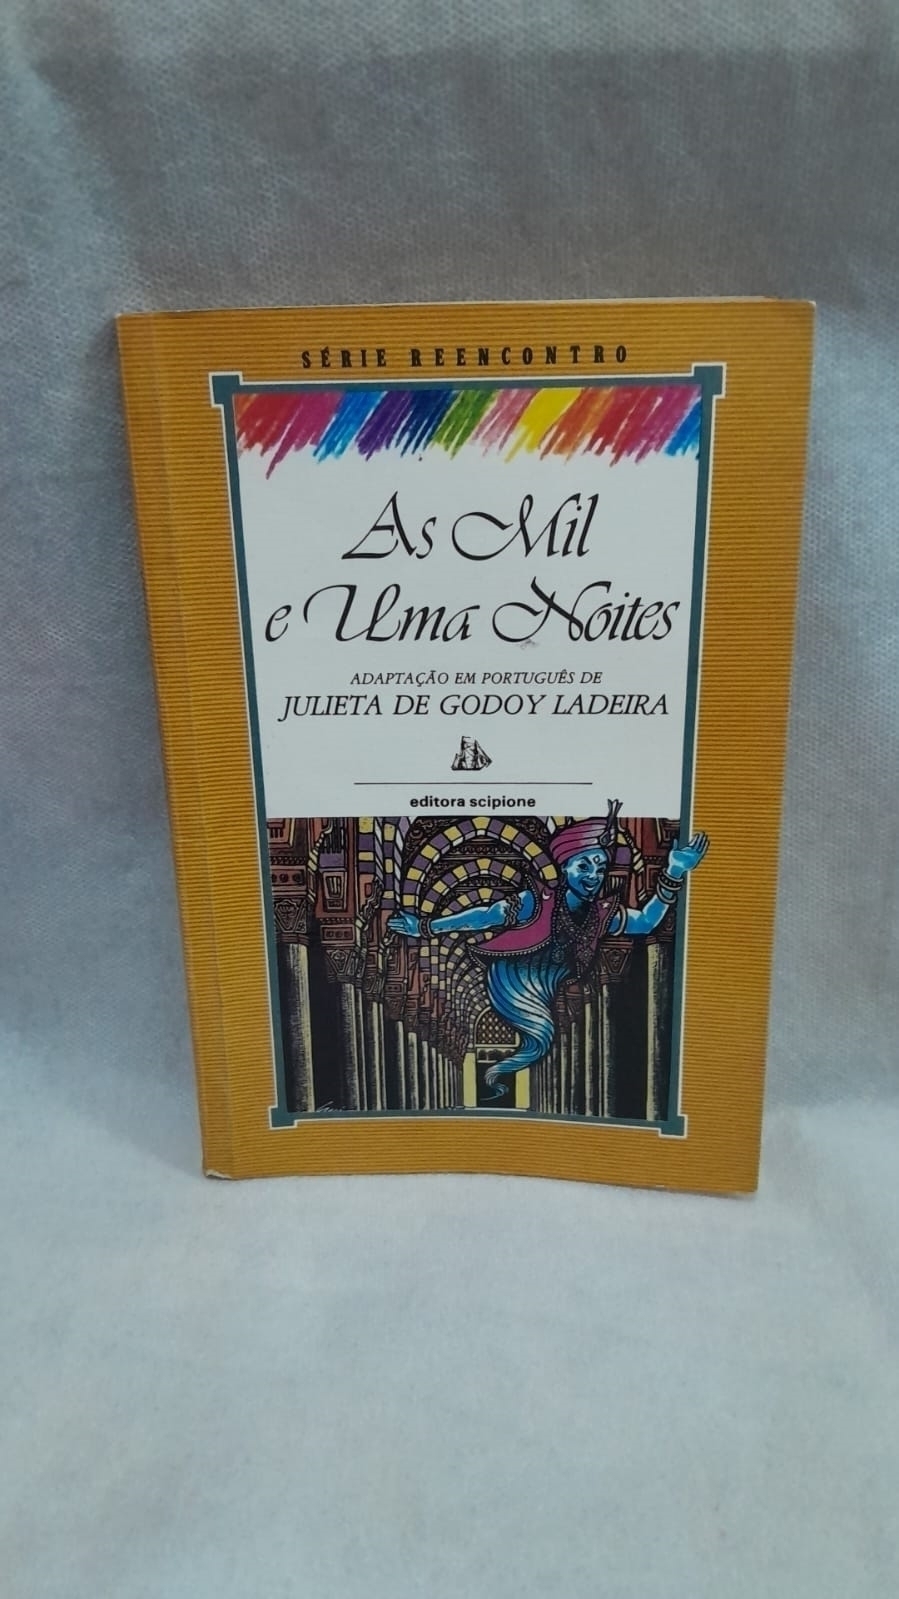 SÉRIE REENCONTRO
As Mil
e Uma Noites
ADAPTAÇÃO EM PORTUGUÊS DE
JULIETA DE GODOY LADEIRA
editora scipione